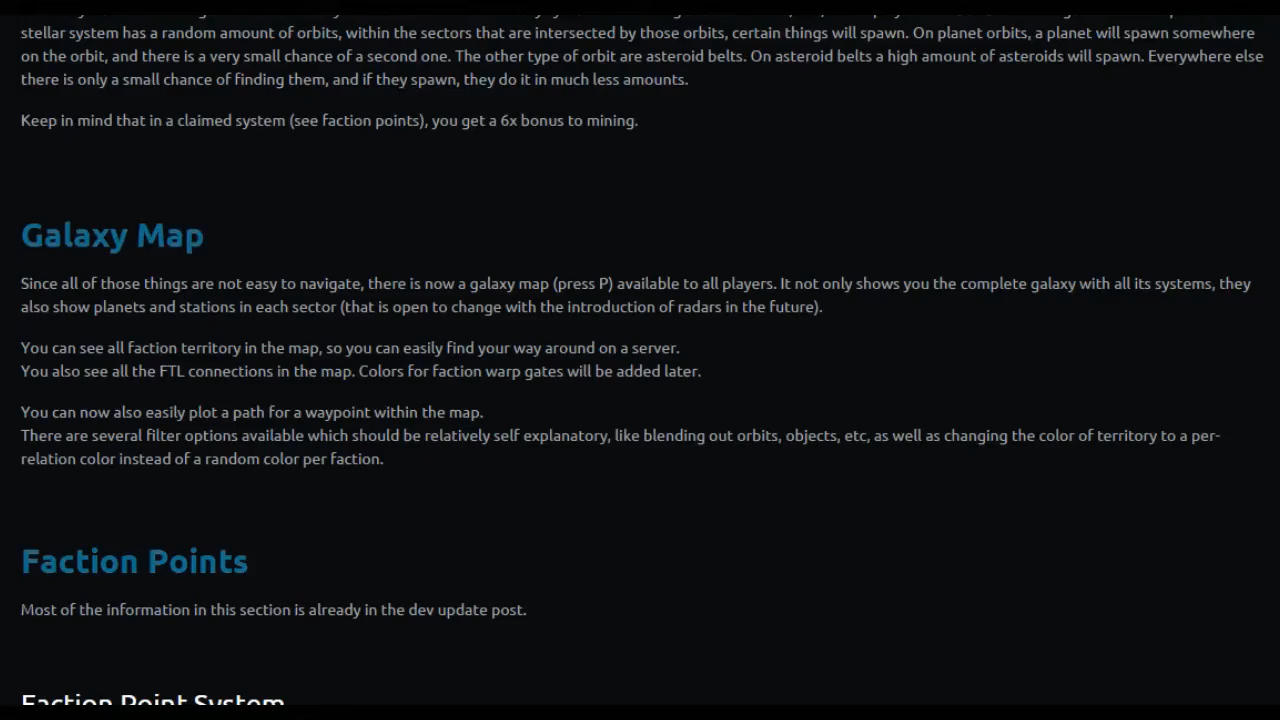 stellar system has a random amount of orbits, within the sectors that are intersected by those orbits, certain things will spawn. On planet orbits, a planet will spawn somewhere
on the orbit, and there is a very small chance of a second one. The other type of orbit are asteroid belts. On asteroid belts a high amount of asteroids will spawn. Everywhere else
there is only a small chance of finding them, and if they spawn, they do it in much less amounts.
Keep in mind that in a claimed system (see faction points), you get a 6x bonus to mining.
Galaxy Map
Since all of those things are not easy to navigate, there is now a galaxy map (press P) available to all players. It not only shows you the complete galaxy with all its systems, they
also show planets and stations in each sector (that is open to change with the introduction of radars in the future).
You can see all faction territory in the map, so you can easily find your way around on a server.
You also see all the FTL connections in the map. Colors for faction warp gates will be added later.
You can now also easily plot a path for a waypoint within the map.
There are several filter options available which should be relatively self explanatory, like blending out orbits, objects, etc, as well as changing the color of territory to a per-
relation color instead of a random color per faction.
Faction Points
Most of the information in this section is already in the dev update post.
Faction Point System